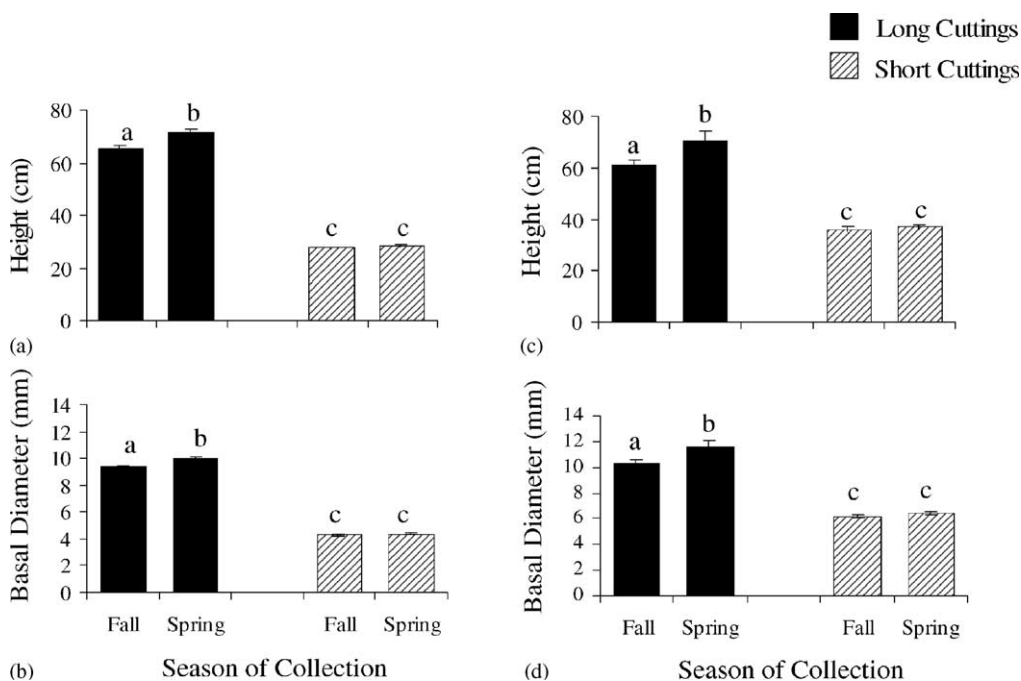 Long Cuttings
Short Cuttings
80
60
40
20
0
Height (cm)
a
b
c
c
(a)
80
60
40
20
0
Height (cm)
a
b
c
c
(c)
14
12
10
8
6
4
2
0
Basal Diameter (mm)
a
b
c
c
Fall Spring Fall Spring
(b) Season of Collection
14
12
10
8
6
4
2
0
Basal Diameter (mm)
a
b
c
c
Fall Spring Fall Spring
(d) Season of Collection